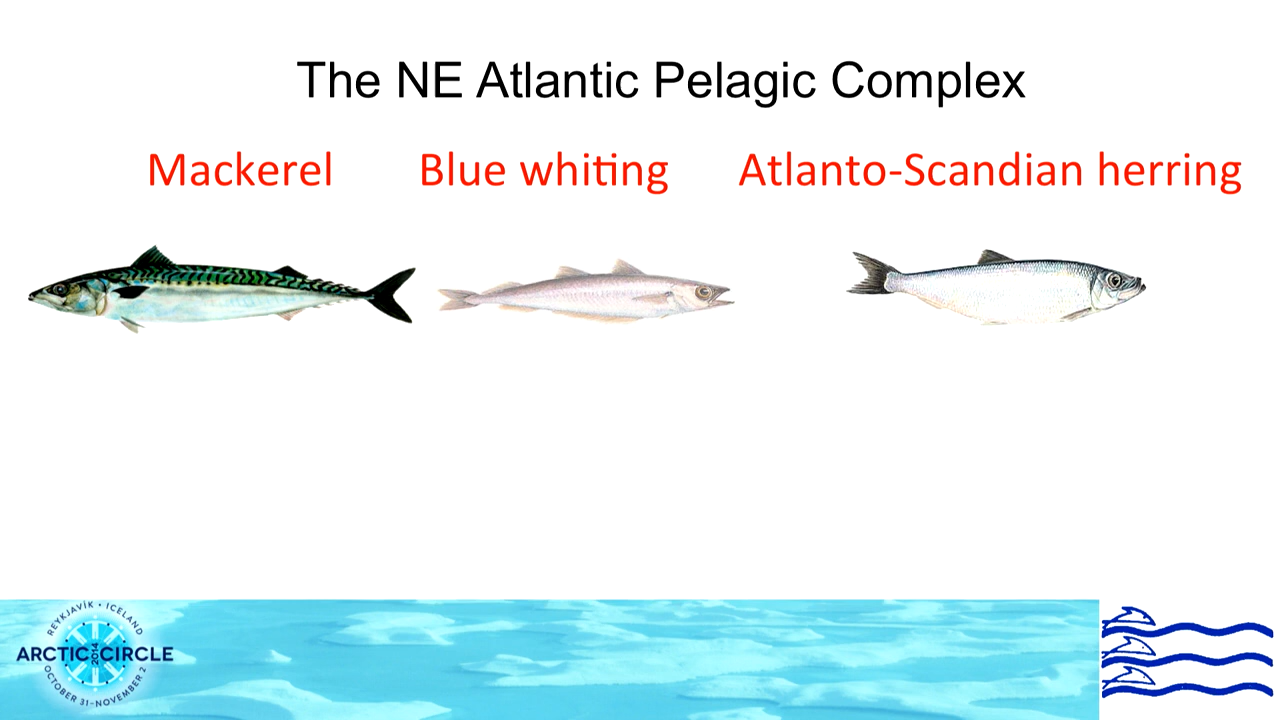 The NE Atlantic Pelagic Complex
Mackerel
Blue whiting
Atlanto-Scandian herring
REYKJAVÍK • ICELAND
ARCTIC CIRCLE
2014
OCTOBER 31–NOVEMBER 2